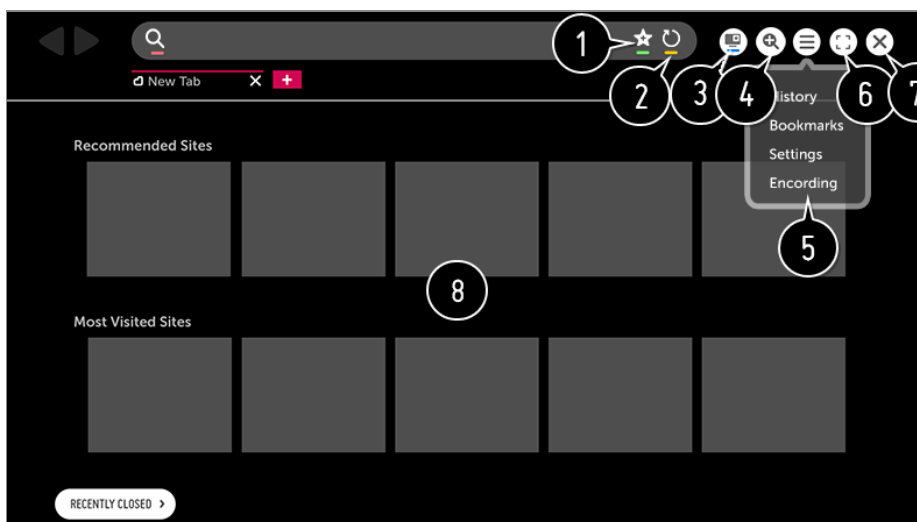 1
2
3
4
6
7
New Tab
History
Bookmarks
Settings
Encording
5
Recommended Sites
8
Most Visited Sites
RECENTLY CLOSED